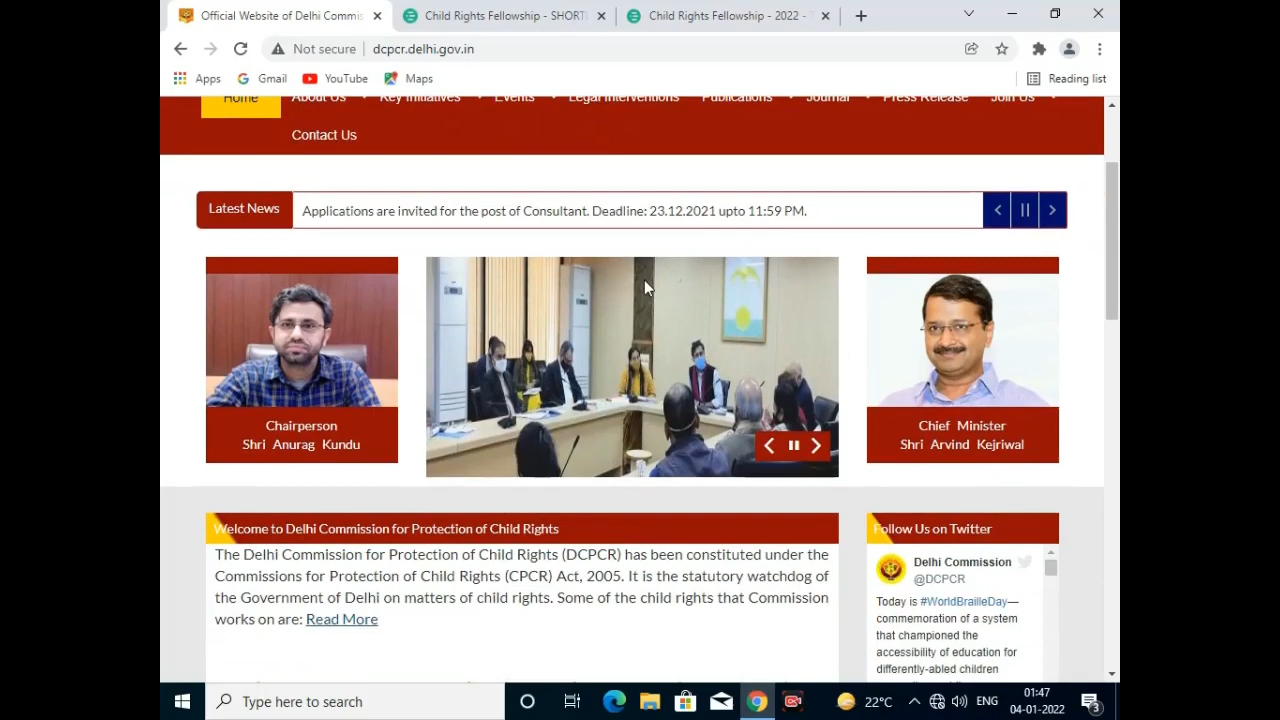 Official Website of Delhi Commis
Child Rights Fellowship - SHORTL
Child Rights Fellowship - 2022 - T
Not secure
dcpcr.delhi.gov.in
Apps
Gmail
YouTube
Maps
Reading list
Home
About Us
Key Initiatives
Events
Legal Interventions
Publications
Journal
Press Release
Join Us
Contact Us
Latest News
Applications are invited for the post of Consultant. Deadline: 23.12.2021 upto 11:59 PM.
Chairperson
Shri Anurag Kundu
Chief Minister
Shri Arvind Kejriwal
Welcome to Delhi Commission for Protection of Child Rights
The Delhi Commission for Protection of Child Rights (DCPCR) has been constituted under the
Commissions for Protection of Child Rights (CPCR) Act, 2005. It is the statutory watchdog of
the Government of Delhi on matters of child rights. Some of the child rights that Commission
works on are: Read More
Follow Us on Twitter
Delhi Commission
@DCPCR
Today is #WorldBrailleDay—
commemoration of a system
that championed the
accessibility of education for
differently-abled children
Type here to search
22°C
ENG
01:47
04-01-2022
3